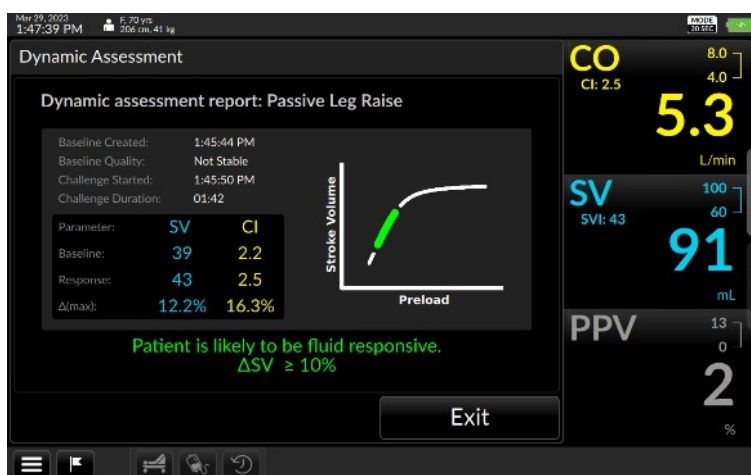 Mar 29, 2023
1:47:39 PM
F, 70 yrs
206 cm, 41 kg
MODE
20 SEC
Dynamic Assessment
Dynamic assessment report: Passive Leg Raise
Baseline Created: 1:45:44 PM
Baseline Quality: Not Stable
Challenge Started: 1:45:50 PM
Challenge Duration: 01:42
Parameter: SV CI
Baseline: 39 2.2
Response: 43 2.5
Δ(max): 12.2% 16.3%
Stroke Volume
Preload
Patient is likely to be fluid responsive.
ΔSV ≥ 10%
Exit
CO
CI: 2.5
8.0
4.0
5.3
L/min
SV
SVI: 43
100
60
91
mL
PPV
13
0
2
%